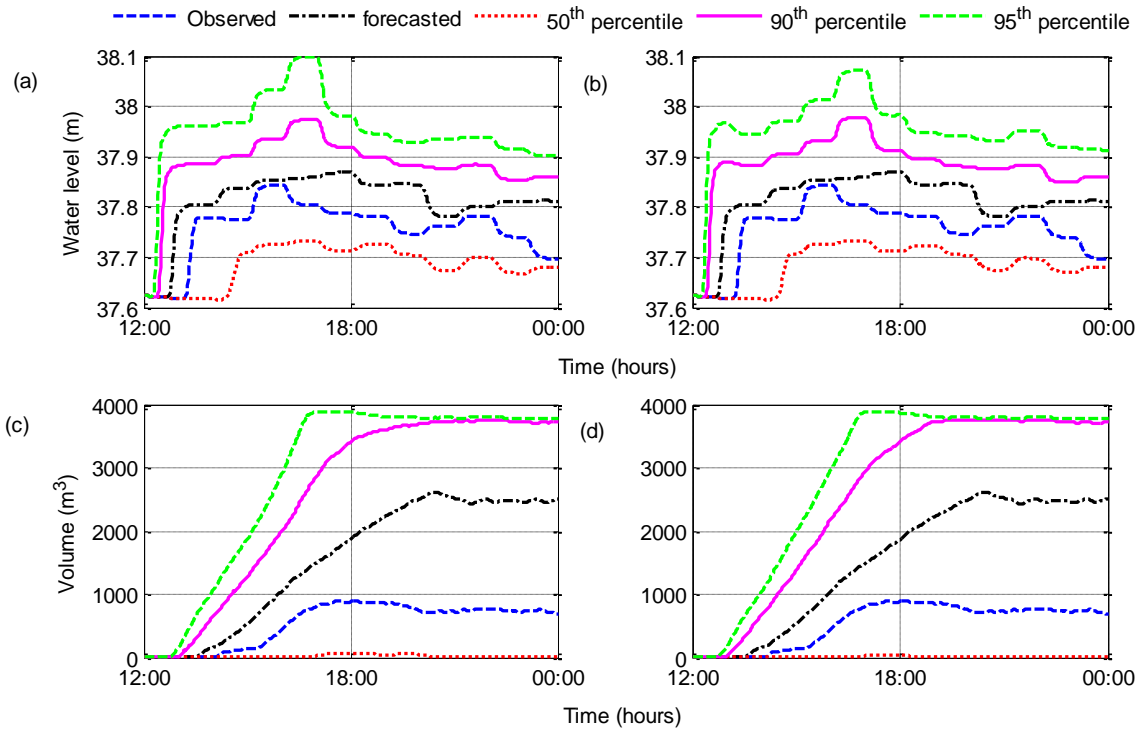 Observed forecasted 50th percentile 90th percentile 95th percentile
(a)
Water level (m)
38.1
38
37.9
37.8
37.7
37.6
12:00 18:00 00:00
(b)
38.1
38
37.9
37.8
37.7
37.6
12:00 18:00 00:00
Time (hours)
(c)
Volume (m3)
4000
3000
2000
1000
0
12:00 18:00 00:00
(d)
4000
3000
2000
1000
0
12:00 18:00 00:00
Time (hours)